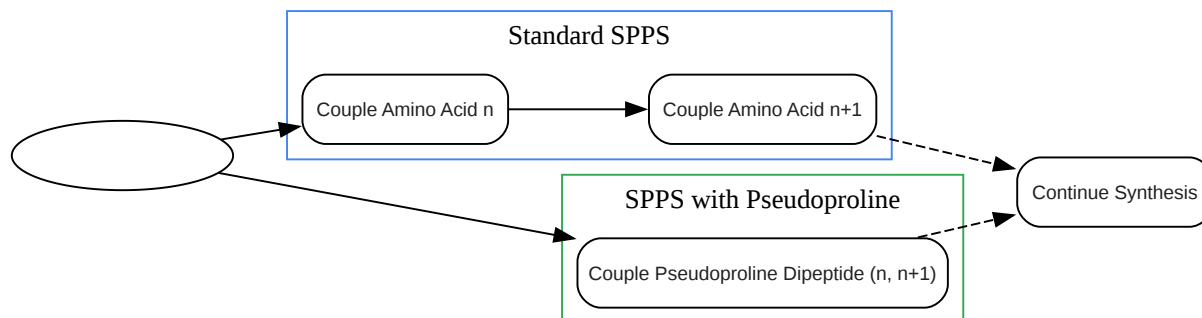 Standard SPPS
Couple Amino Acid n
Couple Amino Acid n+1
SPPS with Pseudoproline
Couple Pseudoproline Dipeptide (n, n+1)
Continue Synthesis